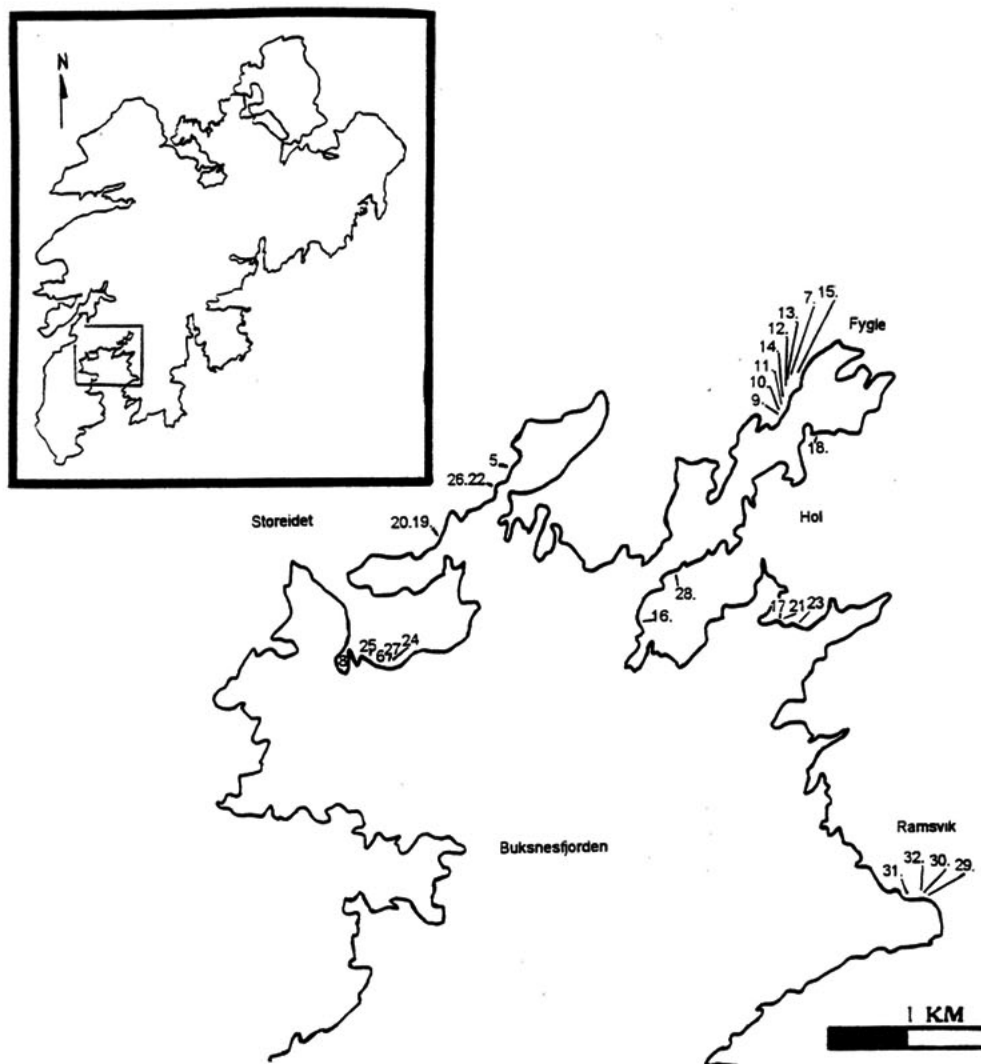 N
7. 15.
13.
12.
Fygle
14.
11.
10.
9.
18.
5.
26.22.
Storeidet
20.19.
Hol
28.
17 21 23
16.
25. 27 24
6
8
Buksnesfjorden
Ramsvik
32. 30. 29.
31.
1 KM